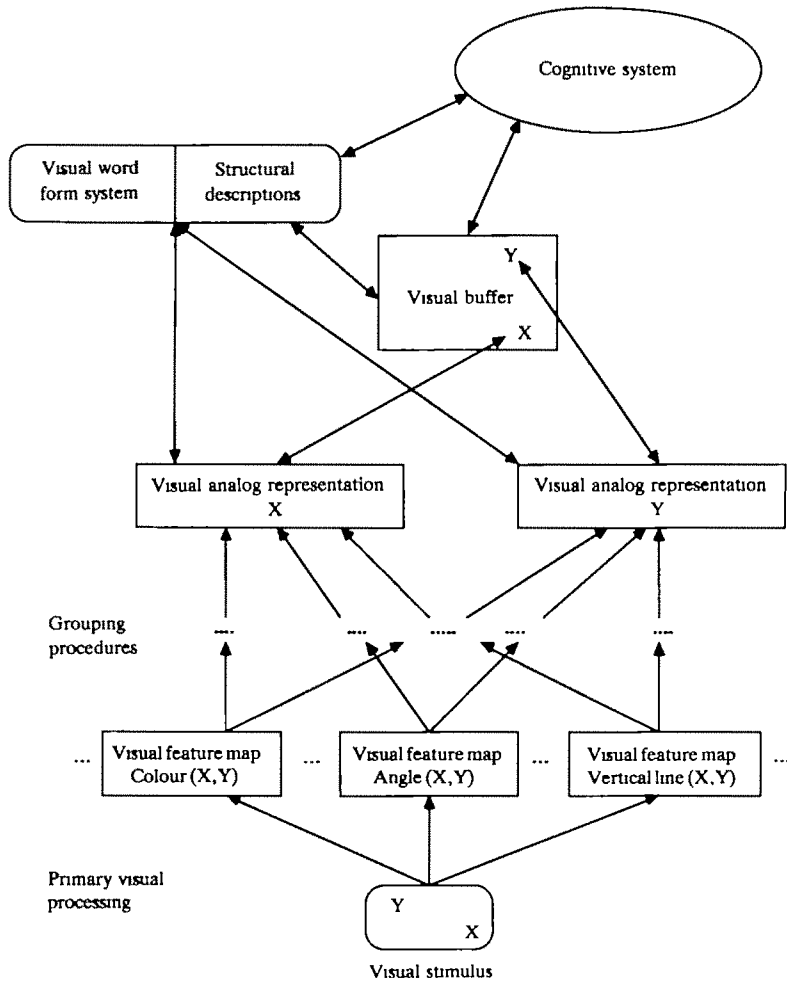 Cognitive system
Visual word
form system
Structural
descriptions
Y
Visual buffer
X
Visual analog representation
X
Visual analog representation
Y
Grouping
procedures
.... .... ..... .... ....
... Visual feature map
Colour (X, Y)
... Visual feature map
Angle (X, Y)
... Visual feature map
Vertical line (X, Y)
...
Primary visual
processing
Y
X
Visual stimulus